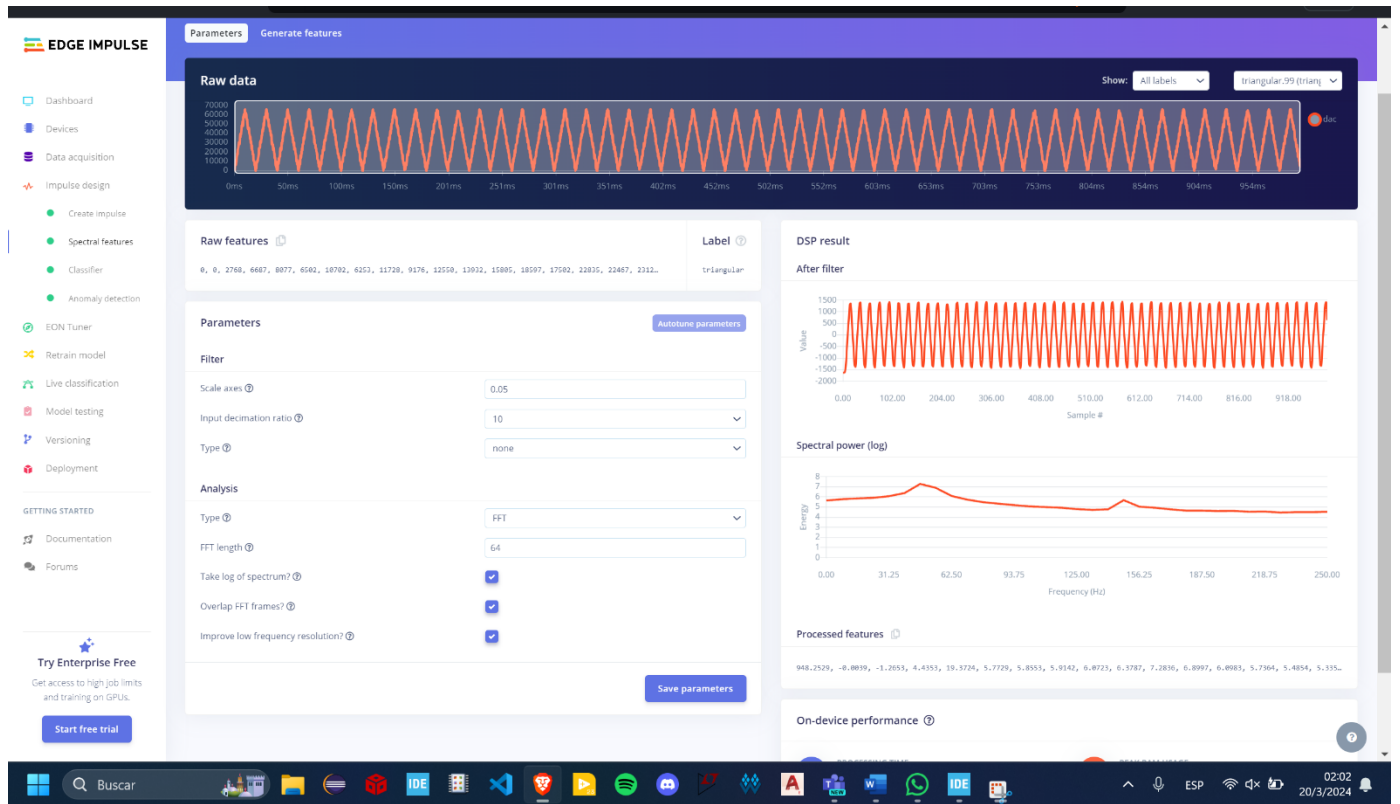 EDGE IMPULSE
Dashboard
Devices
Data acquisition
Impulse design
Create impulse
Spectral features
Classifier
Anomaly detection
EON Tuner
Retrain model
Live classification
Model testing
Versioning
Deployment
GETTING STARTED
Documentation
Forums
Try Enterprise Free
Get access to high job limits
and training on GPUs.
Start free trial
Parameters Generate features
Raw data
Show: All labels triangular.99 (triang
70000
60000
50000
40000
30000
20000
10000
0
dac
0ms 50ms 100ms 150ms 201ms 251ms 301ms 351ms 402ms 452ms 502ms 552ms 603ms 653ms 703ms 753ms 804ms 854ms 904ms 954ms
Raw features Label
0, 0, 2768, 6687, 8077, 6502, 10702, 6253, 11728, 9176, 12550, 13932, 15805, 18597, 17502, 22835, 22467, 2312… triangular
Parameters Autotune parameters
Filter
Scale axes 0.05
Input decimation ratio 10
Type none
Analysis
Type FFT
FFT length 64
Take log of spectrum?
Overlap FFT frames?
Improve low frequency resolution?
Save parameters
DSP result
After filter
1500
1000
500
0
-500
-1000
-1500
-2000
Value
0.00 102.00 204.00 306.00 408.00 510.00 612.00 714.00 816.00 918.00
Sample #
Spectral power (log)
8
7
6
5
4
3
2
1
0
Energy
0.00 31.25 62.50 93.75 125.00 156.25 187.50 218.75 250.00
Frequency (Hz)
Processed features
948.2529, -0.0039, -1.2653, 4.4353, 19.3724, 5.7729, 5.8553, 5.9142, 6.0723, 6.3787, 7.2836, 6.8997, 6.0983, 5.7364, 5.4854, 5.335…
On-device performance
Buscar
IDE
IDE
NEW
ESP
02:02
20/3/2024